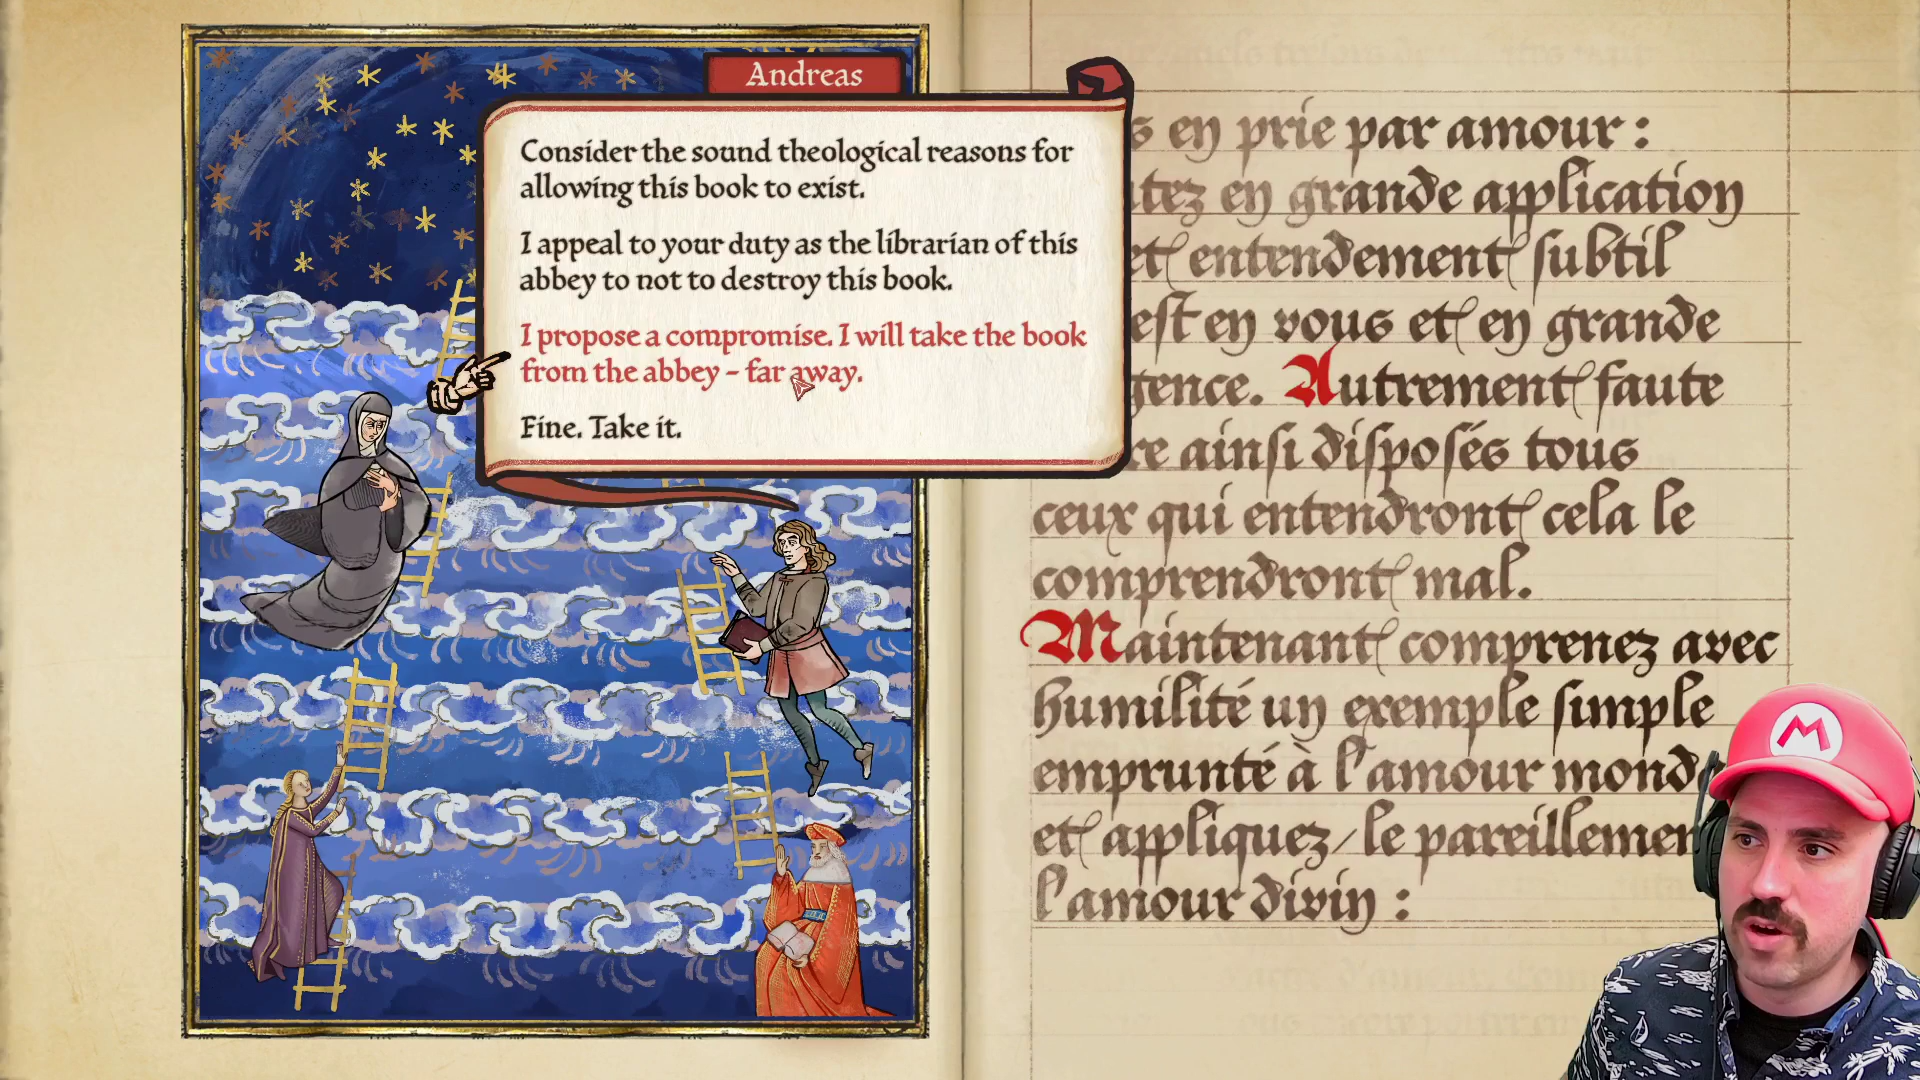 Andreas
Consider the sound theological reasons for
allowing this book to exist.
I appeal to your duty as the librarian of this
abbey to not to destroy this book.
I propose a compromise. I will take the book
from the abbey - far away.
Fine. Take it.
en prie par amour :
en grande application
et entendement subtil
est en vous et en grande
Autrement faute
ainsi disposés tous
ceux qui entendront cela le
comprendront mal.
Maintenant comprenez avec
humilité un exemple simple
emprunté à l'amour
et appliquez-le
l'amour divin :
M